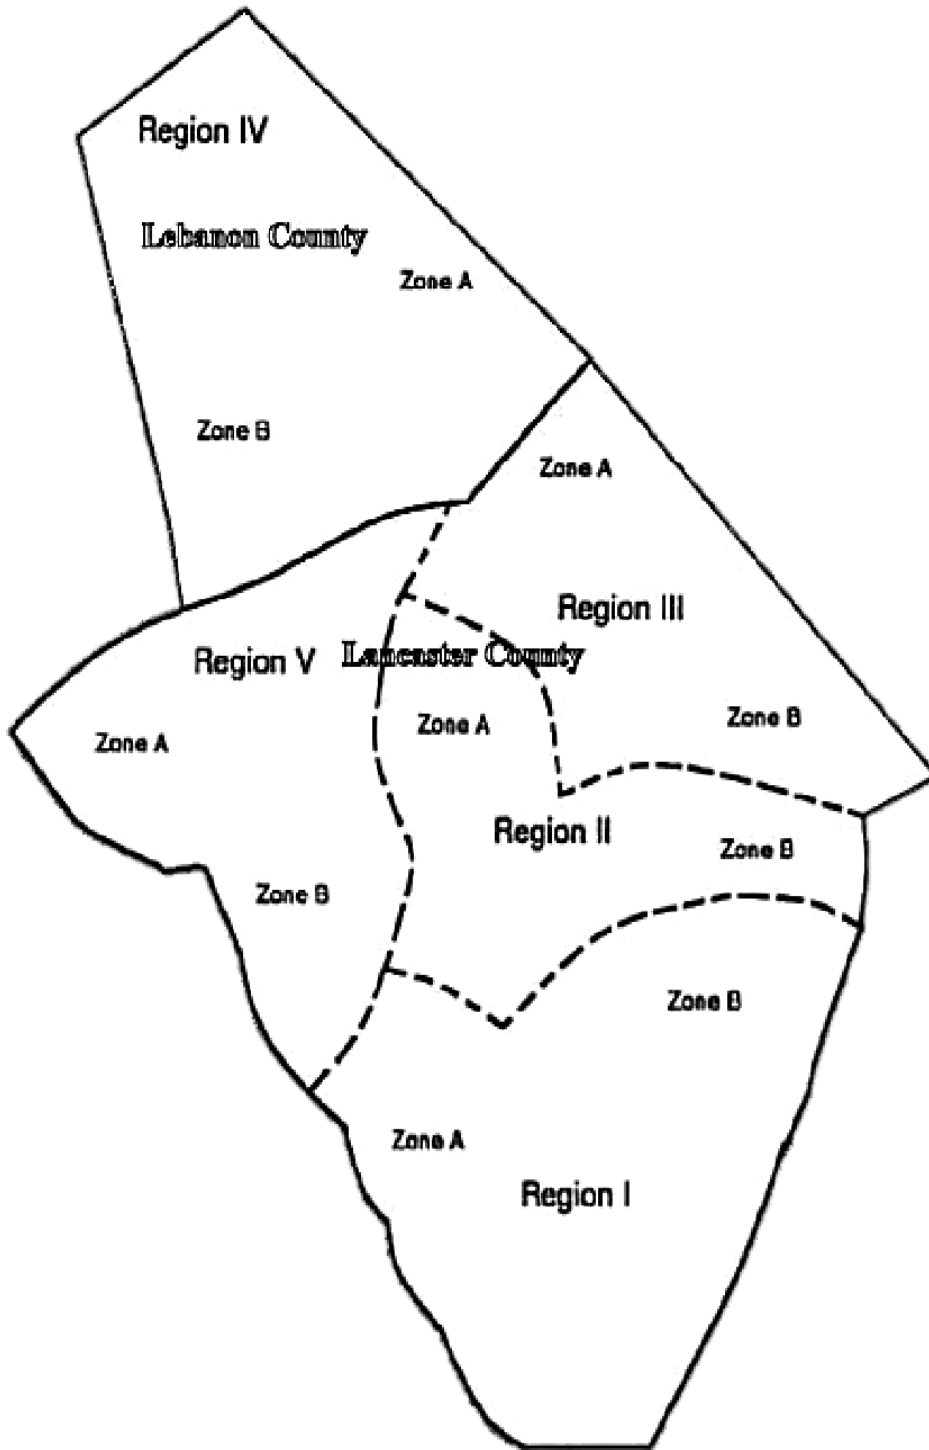 Region IV
Lebanon County
Zone A
Zone B
Zone A
Region III
Region V
Lancaster County
Zone A
Zone B
Zone A
Region II
Zone B
Zone B
Zone B
Zone A
Region I